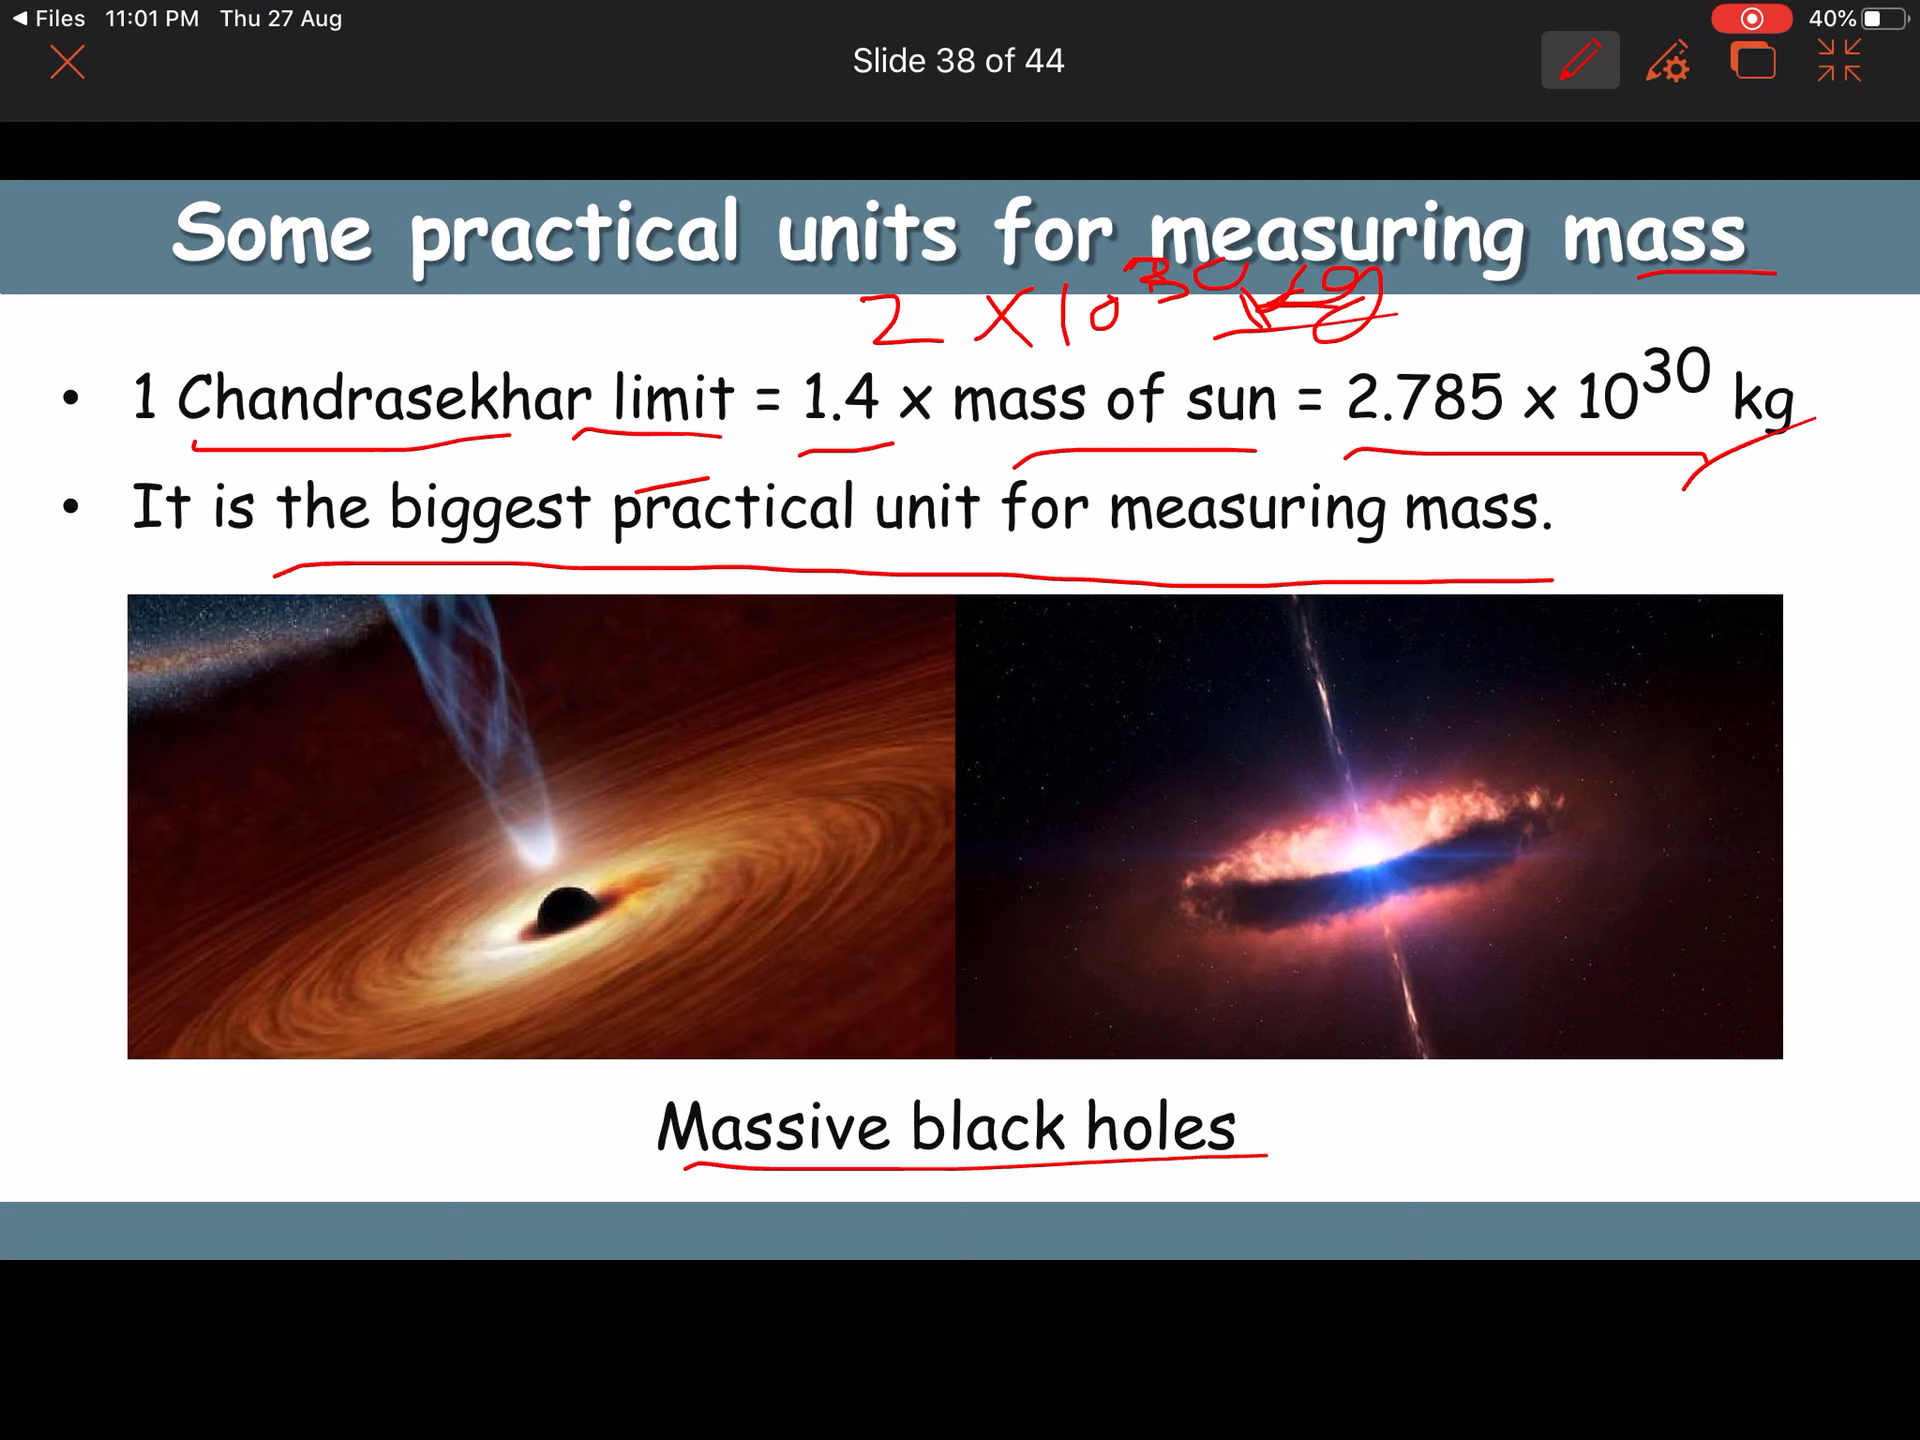 ◀ Files 11:01 PM Thu 27 Aug 40%
Slide 38 of 44
Some practical units for measuring mass
2 x 10³⁰ kg
• 1 Chandrasekhar limit = 1.4 x mass of sun = 2.785 x 10³⁰ kg
• It is the biggest practical unit for measuring mass.
Massive black holes